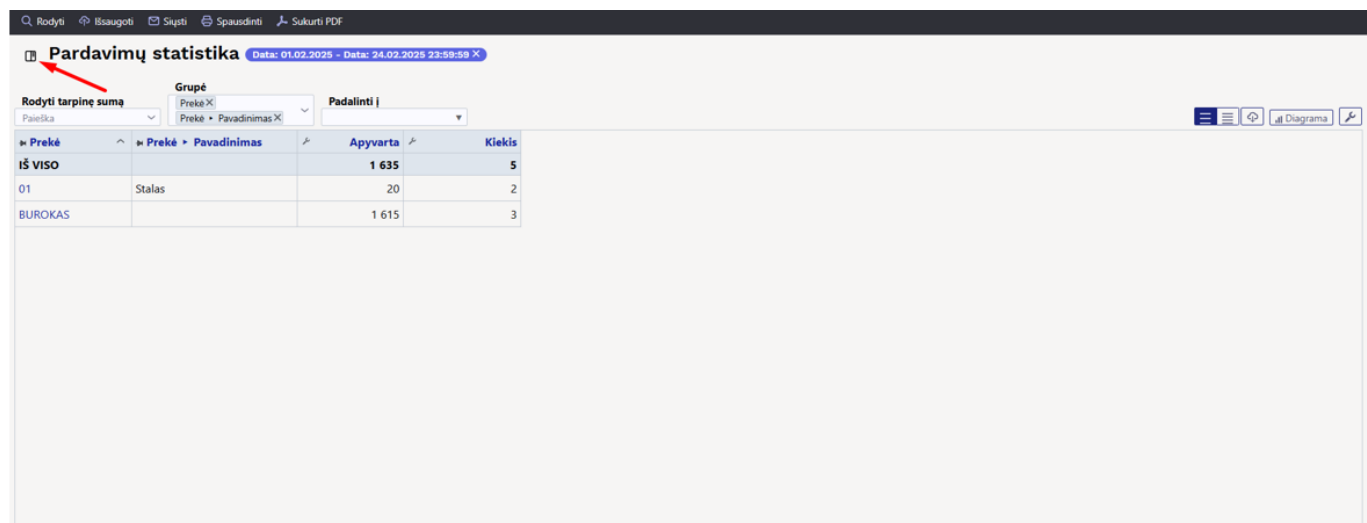 Rodyti Išsaugoti Siųsti Spausdinti Sukurti PDF
Pardavimų statistika Data: 01.02.2025 - Data: 24.02.2025 23:59:59 ×
Rodyti tarpinę sumą Grupė Padalinti į
Paieška Prekė× 
Prekė ▸ Pavadinimas×
Diagrama
Prekė Prekė ▸ Pavadinimas Apyvarta Kiekis
IŠ VISO 1 635 5
01 Stalas 20 2
BUROKAS 1 615 3